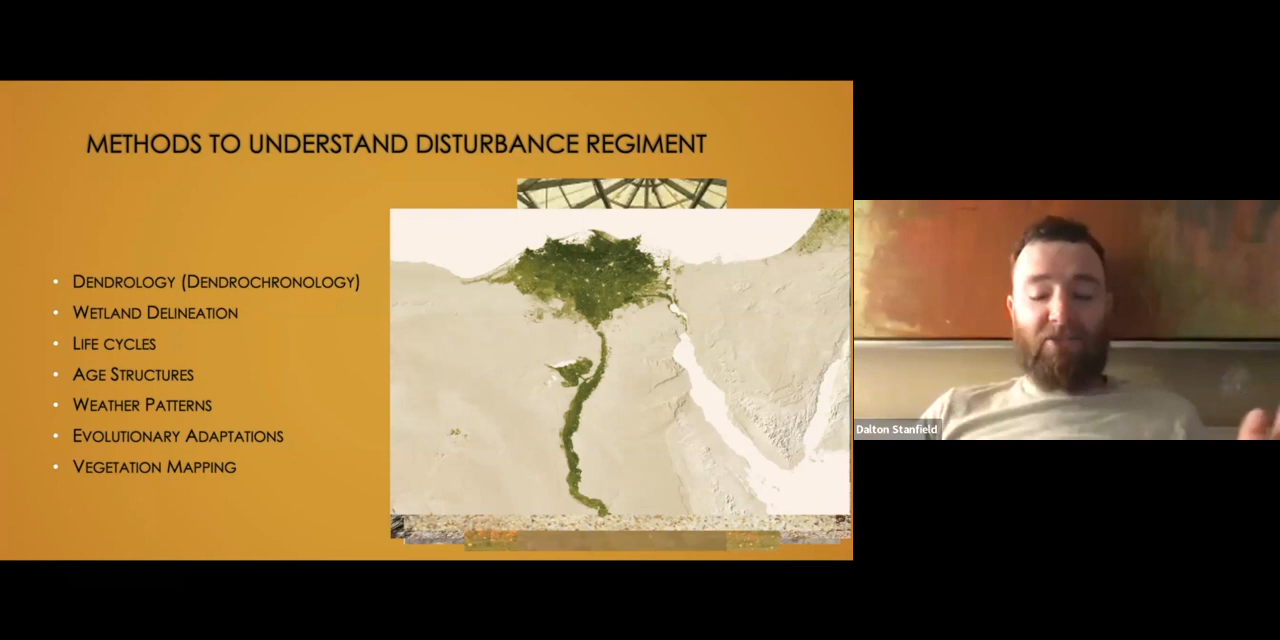 METHODS TO UNDERSTAND DISTURBANCE REGIMENT
• DENDROLOGY (DENDROCHRONOLOGY)
• WETLAND DELINEATION
• LIFE CYCLES
• AGE STRUCTURES
• WEATHER PATTERNS
• EVOLUTIONARY ADAPTATIONS
• VEGETATION MAPPING
Dalton Stanfield